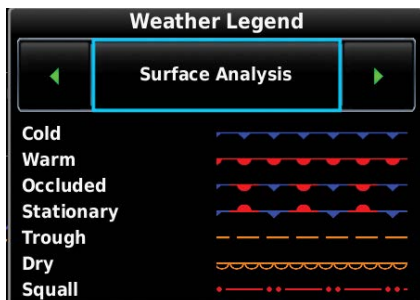 Weather Legend
Surface Analysis
Cold
Warm
Occluded
Stationary
Trough
Dry
Squall